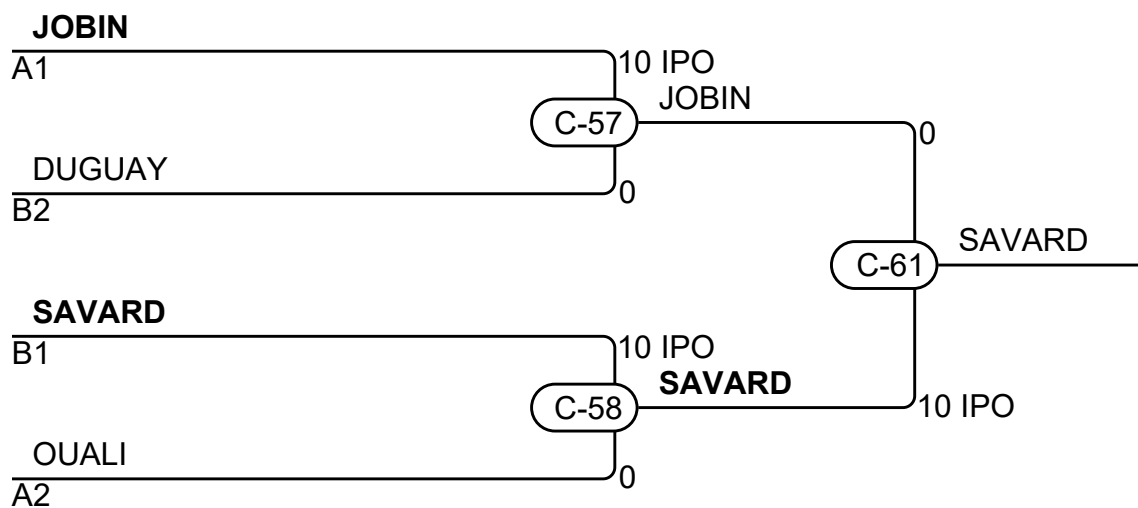 JOBIN
A1
10 IPO
JOBIN
C-57
0
DUGUAY
B2
0
SAVARD
C-61
SAVARD
B1
10 IPO
SAVARD
C-58
10 IPO
OUALI
A2
0